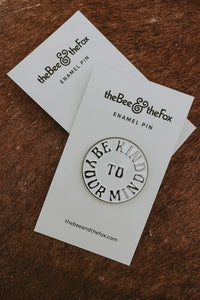 theBee & theFox
ENAMEL PIN
theBee & theFox
ENAMEL PIN
BE KIND
TO
YOUR MIND
thebeeandthefox.com